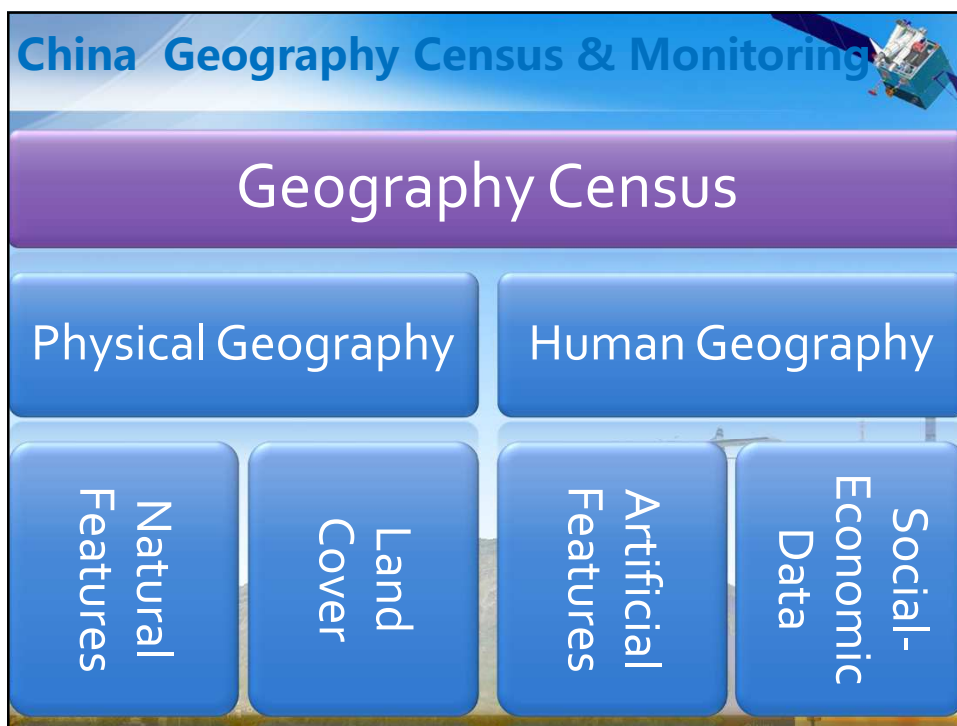 China  Geography Census & Monitoring
Geography Census
Physical Geography
Human Geography
Natural
Features
Land
Cover
Artificial
Features
Social-
Economic
Data